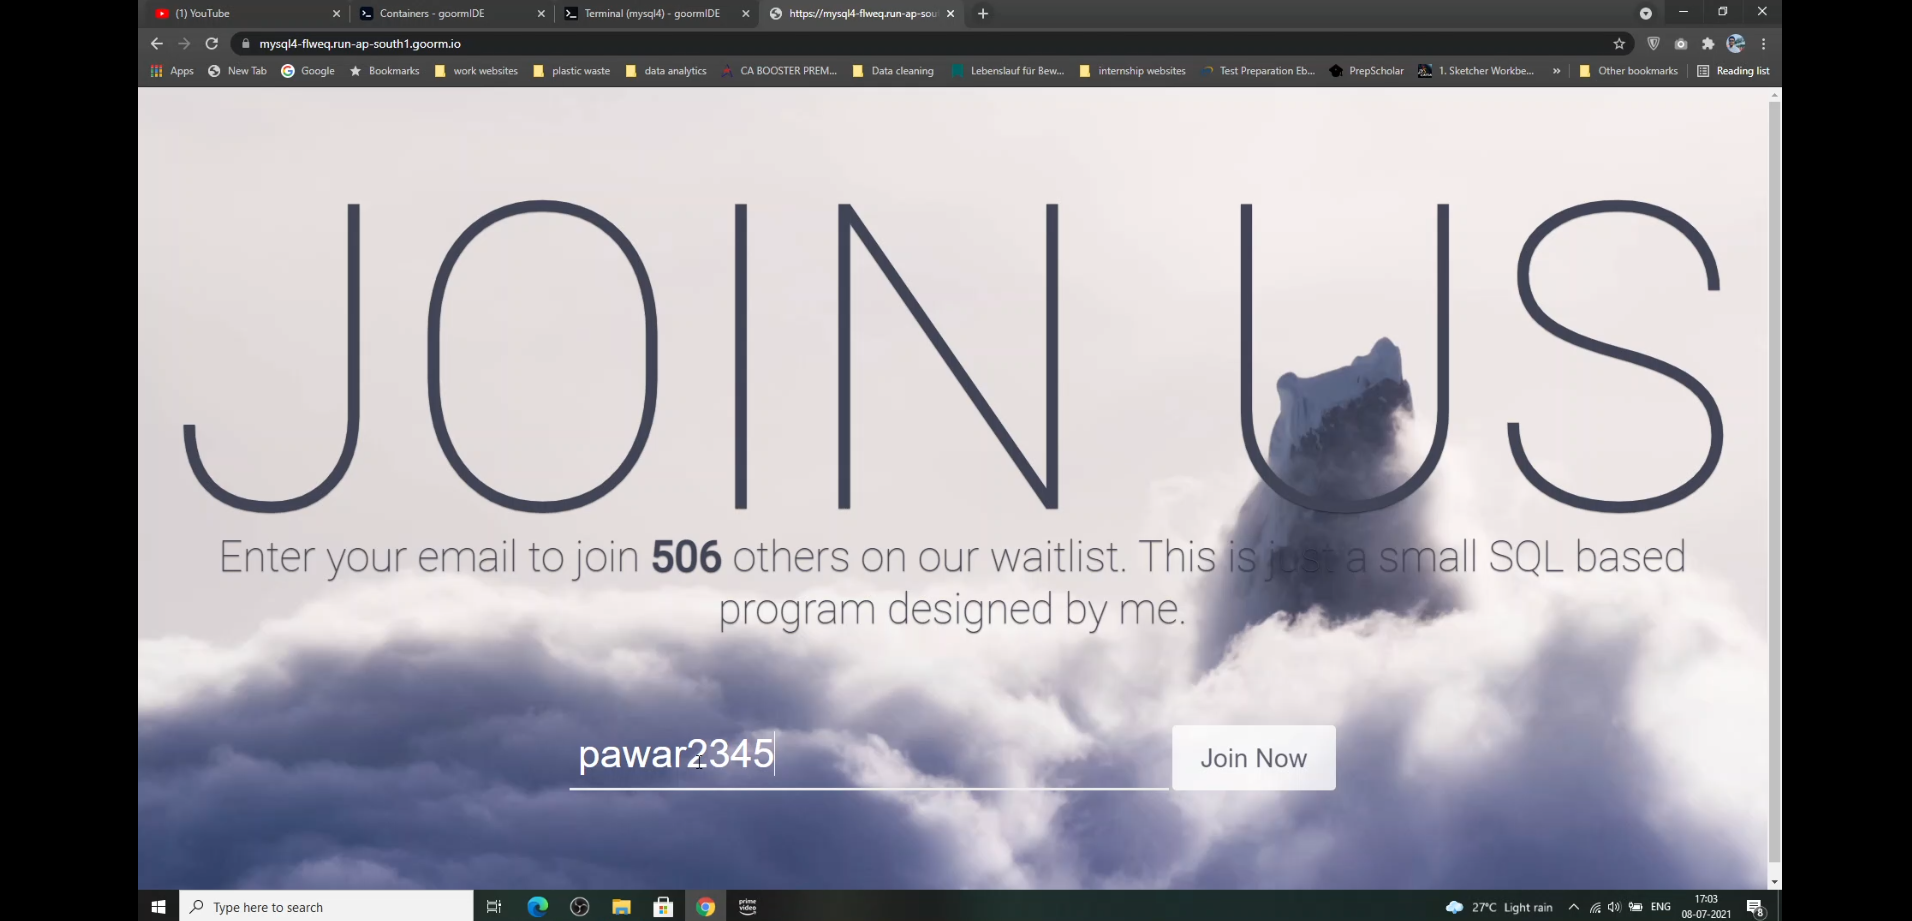 (1) YouTube
Containers - goormIDE
Terminal (mysql4) - goormIDE
https://mysql4-flweq.run-ap-sou
mysql4-flweq.run-ap-south1.goorm.io
Apps
New Tab
Google
Bookmarks
work websites
plastic waste
data analytics
CA BOOSTER PREM...
Data cleaning
Lebenslauf für Bew...
internship websites
Test Preparation Eb...
PrepScholar
1. Sketcher Workbe...
»
Other bookmarks
Reading list
JOIN US
Enter your email to join 506 others on our waitlist. This is just a small SQL based
program designed by me.
pawar2345
Join Now
Type here to search
prime video
27°C Light rain
ENG
17:03
08-07-2021
8